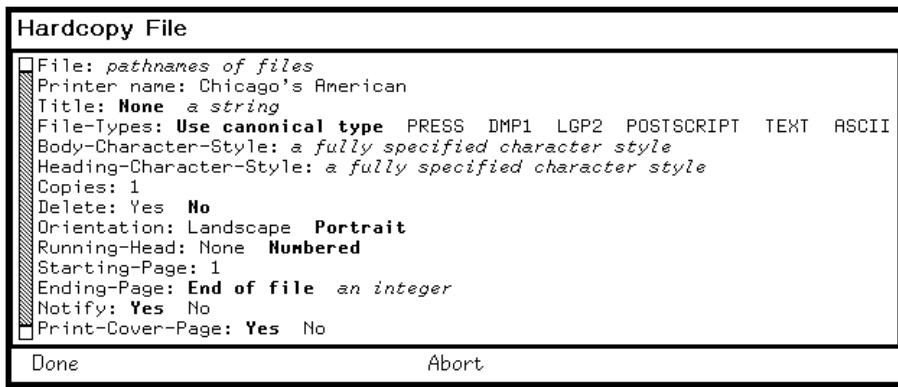 Hardcopy File
File: pathnames of files
Printer name: Chicago's American
Title: None a string
File-Types: Use canonical type PRESS DMP1 LGP2 POSTSCRIPT TEXT ASCII
Body-Character-Style: a fully specified character style
Heading-Character-Style: a fully specified character style
Copies: 1
Delete: Yes No
Orientation: Landscape Portrait
Running-Head: None Numbered
Starting-Page: 1
Ending-Page: End of file an integer
Notify: Yes No
Print-Cover-Page: Yes No
Done Abort